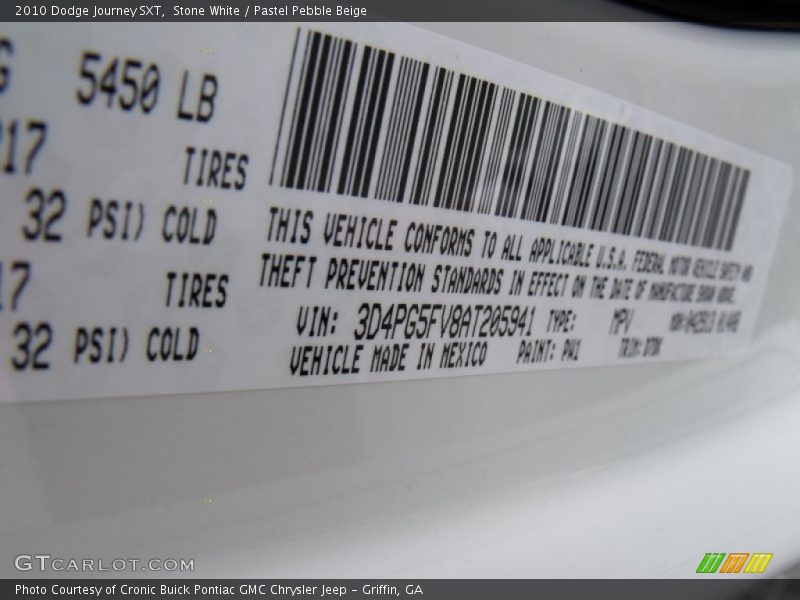 2010 Dodge Journey SXT,  Stone White / Pastel Pebble Beige
5450 LB
17 TIRES
32 PSI) COLD
17 TIRES
32 PSI) COLD
THIS VEHICLE CONFORMS TO ALL APPLICABLE U.S.A. FEDERAL MOTOR VEHICLE SAFETY AND
THEFT PREVENTION STANDARDS IN EFFECT ON THE DATE OF MANUFACTURE SHOWN ABOVE.
VIN: 3D4PG5FV8AT205941 TYPE: MPV
VEHICLE MADE IN MEXICO PAINT: PW1 TRIM:
GTCARLOT.COM
Photo Courtesy of Cronic Buick Pontiac GMC Chrysler Jeep - Griffin, GA